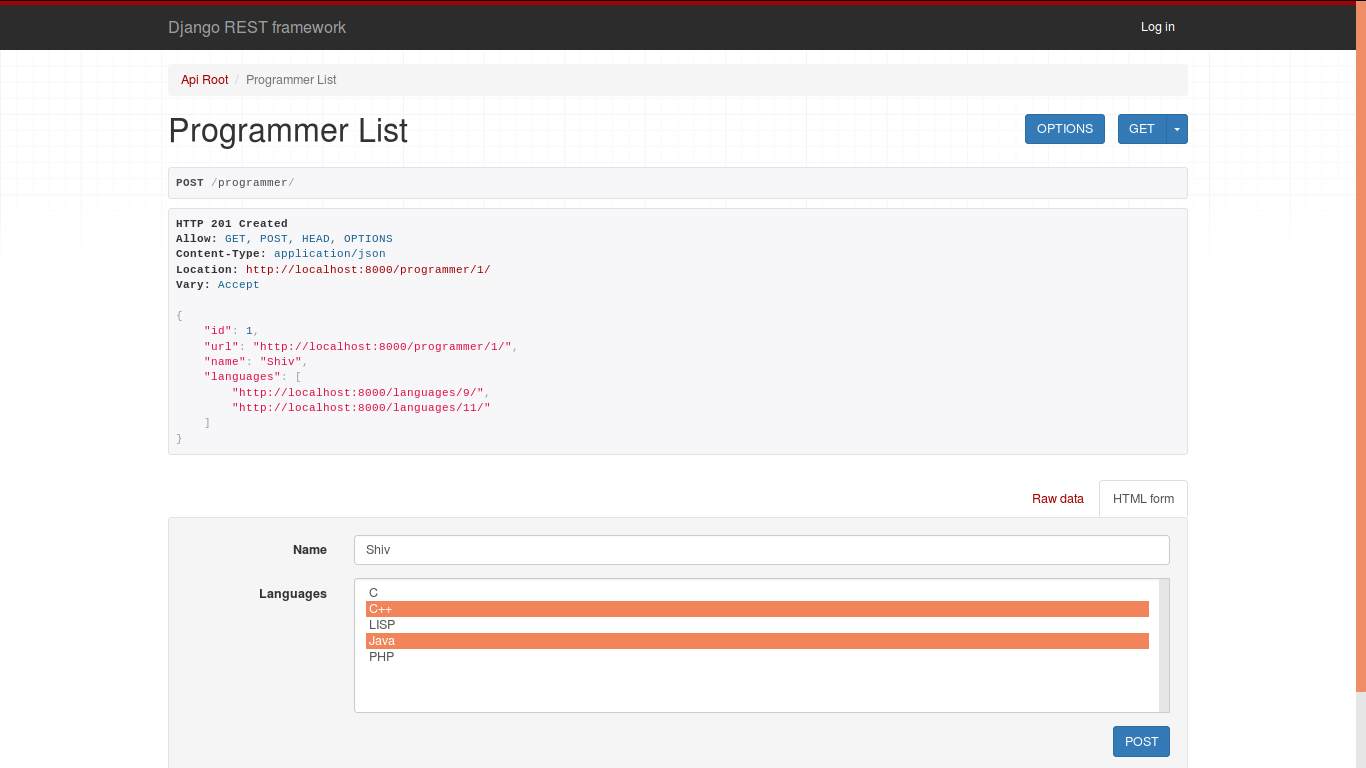 Django REST framework
Log in
Api Root / Programmer List
Programmer List
OPTIONS
GET
POST /programmer/
HTTP 201 Created
Allow: GET, POST, HEAD, OPTIONS
Content-Type: application/json
Location: http://localhost:8000/programmer/1/
Vary: Accept
{
    "id": 1,
    "url": "http://localhost:8000/programmer/1/",
    "name": "Shiv",
    "languages": [
        "http://localhost:8000/languages/9/",
        "http://localhost:8000/languages/11/"
    ]
}
Raw data
HTML form
Name
Shiv
Languages
C
C++
LISP
Java
PHP
POST